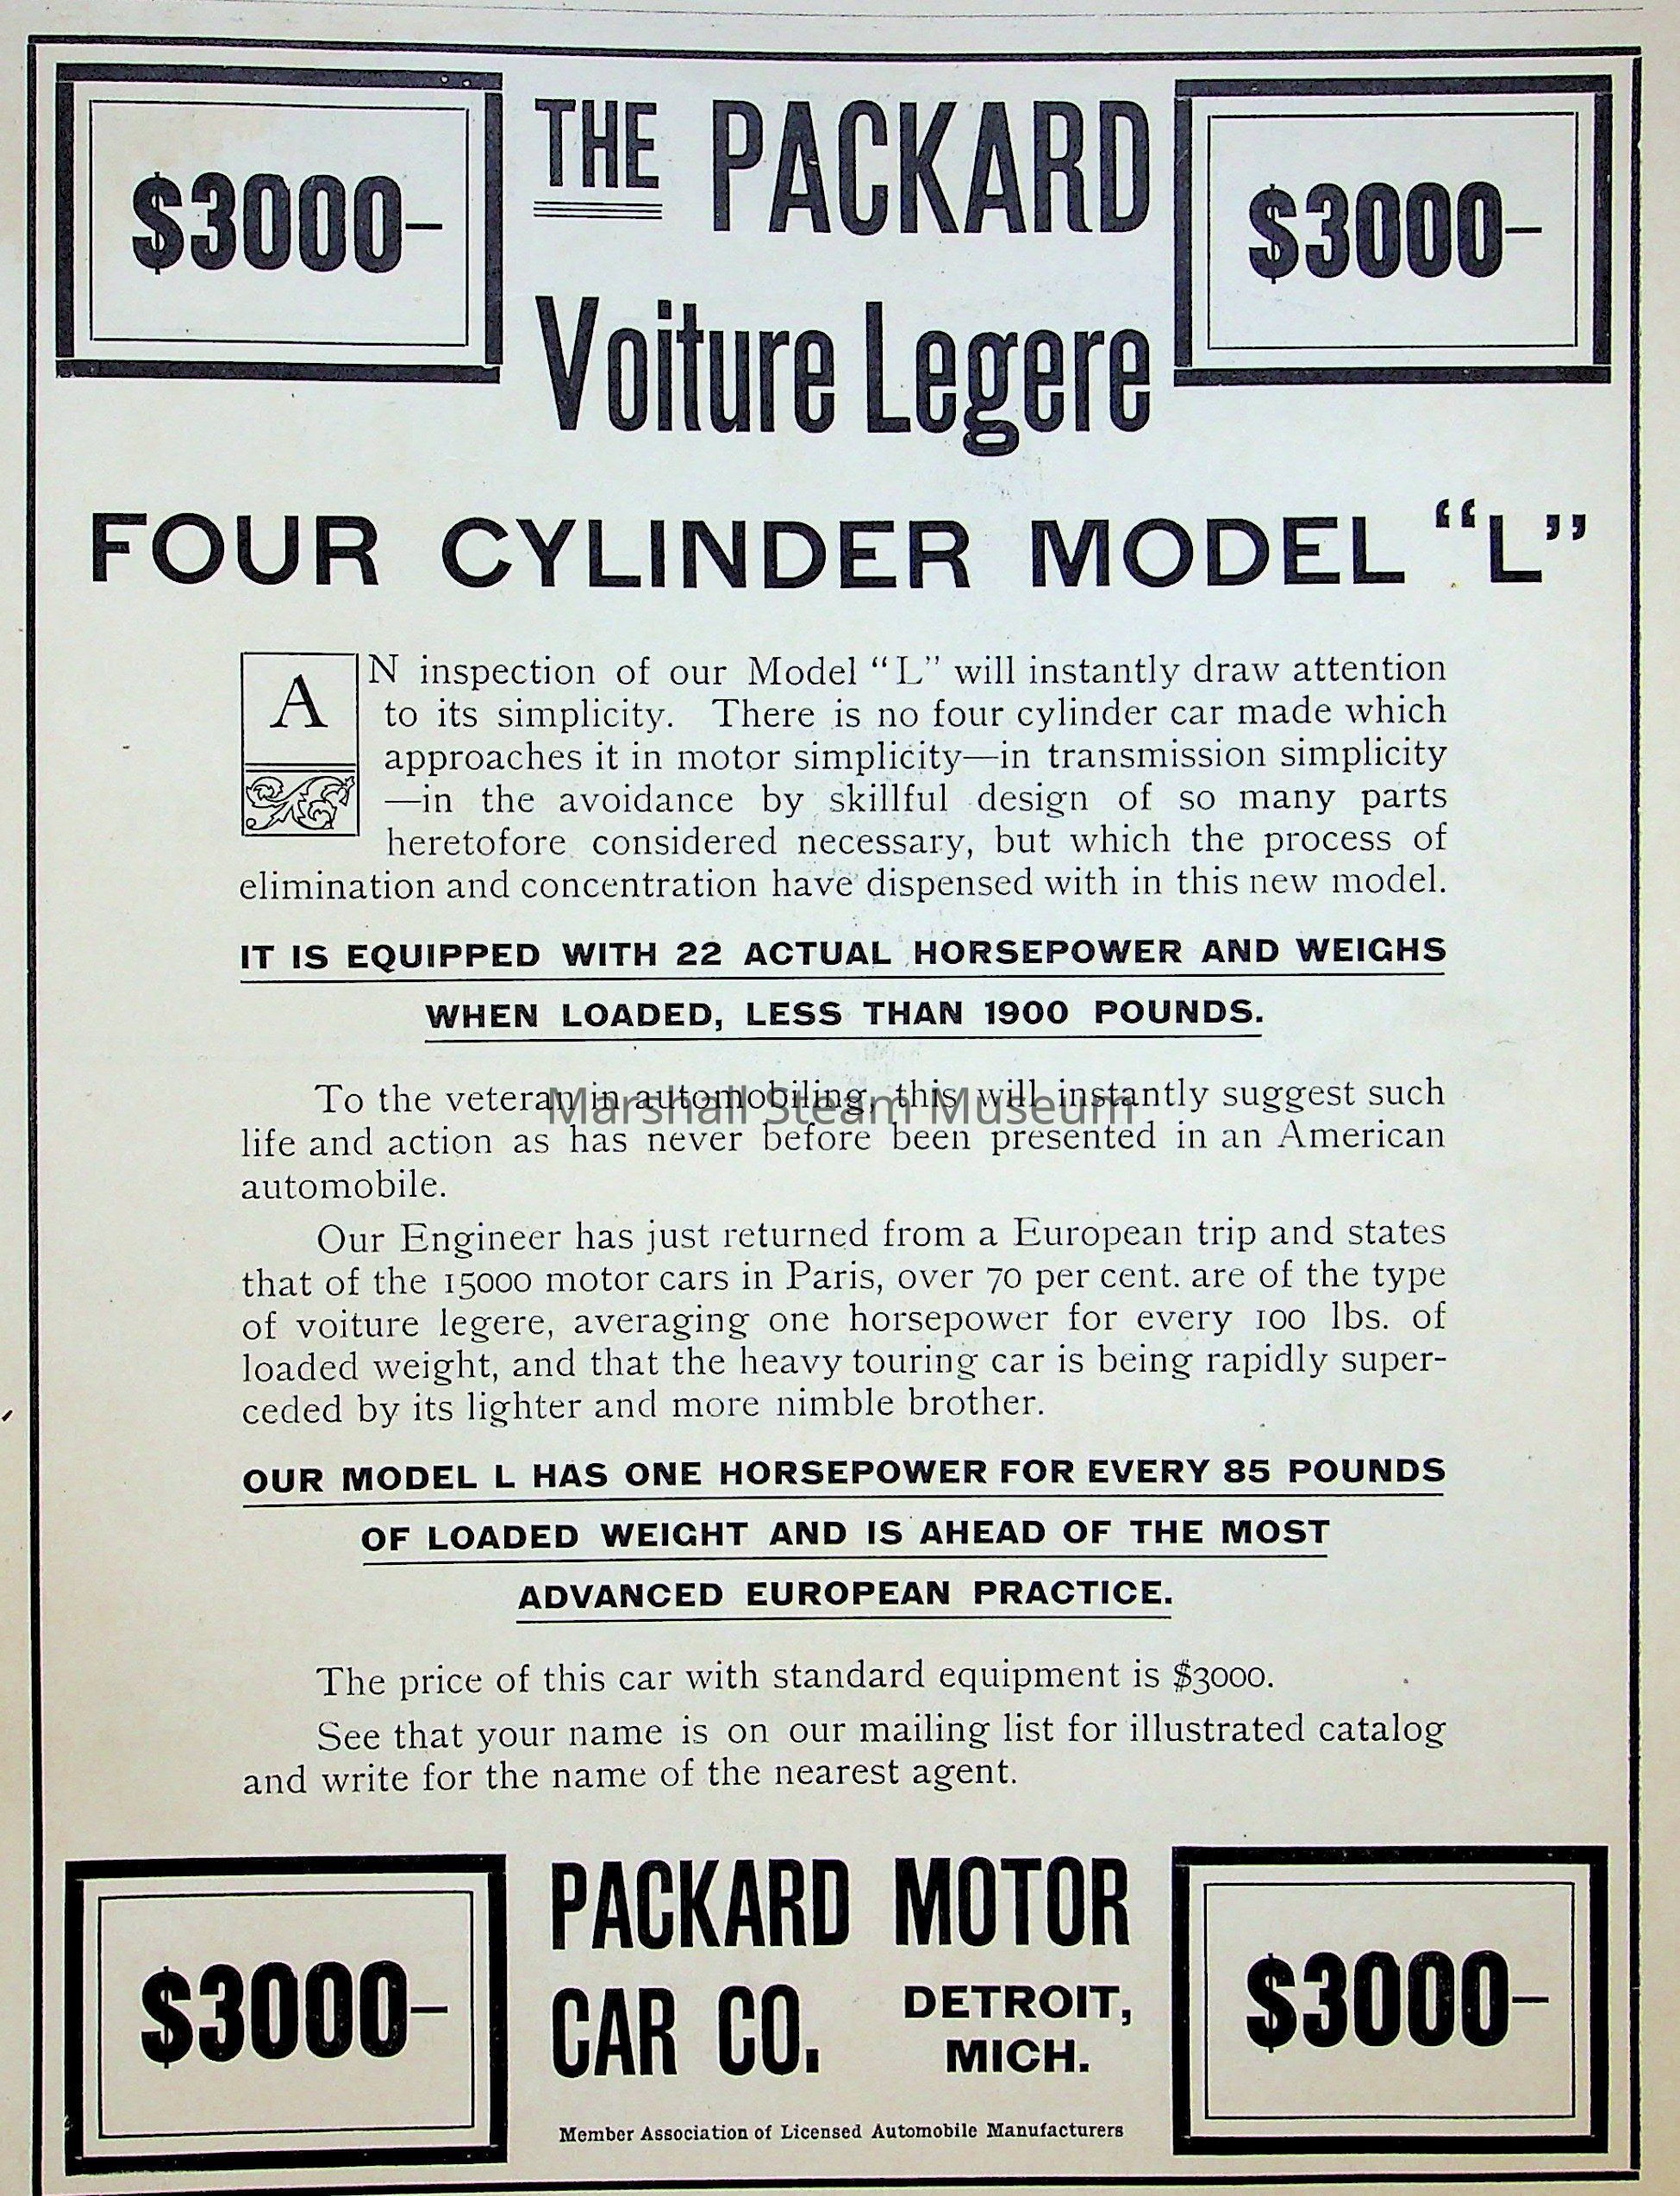 $3000–
THE PACKARD
$3000–
Voiture Legere
FOUR CYLINDER MODEL “L”
AN inspection of our Model “L” will instantly draw attention
to its simplicity. There is no four cylinder car made which
approaches it in motor simplicity—in transmission simplicity
—in the avoidance by skillful design of so many parts
heretofore considered necessary, but which the process of
elimination and concentration have dispensed with in this new model.
IT IS EQUIPPED WITH 22 ACTUAL HORSEPOWER AND WEIGHS
WHEN LOADED, LESS THAN 1900 POUNDS.
To the veteran in automobiling, this will instantly suggest such
Marshall Steam Museum
life and action as has never before been presented in an American
automobile.
Our Engineer has just returned from a European trip and states
that of the 15000 motor cars in Paris, over 70 per cent. are of the type
of voiture legere, averaging one horsepower for every 100 lbs. of
loaded weight, and that the heavy touring car is being rapidly super-
ceded by its lighter and more nimble brother.
OUR MODEL L HAS ONE HORSEPOWER FOR EVERY 85 POUNDS
OF LOADED WEIGHT AND IS AHEAD OF THE MOST
ADVANCED EUROPEAN PRACTICE.
The price of this car with standard equipment is $3000.
See that your name is on our mailing list for illustrated catalog
and write for the name of the nearest agent.
$3000–
PACKARD MOTOR
CAR CO.
DETROIT,
MICH.
$3000–
Member Association of Licensed Automobile Manufacturers